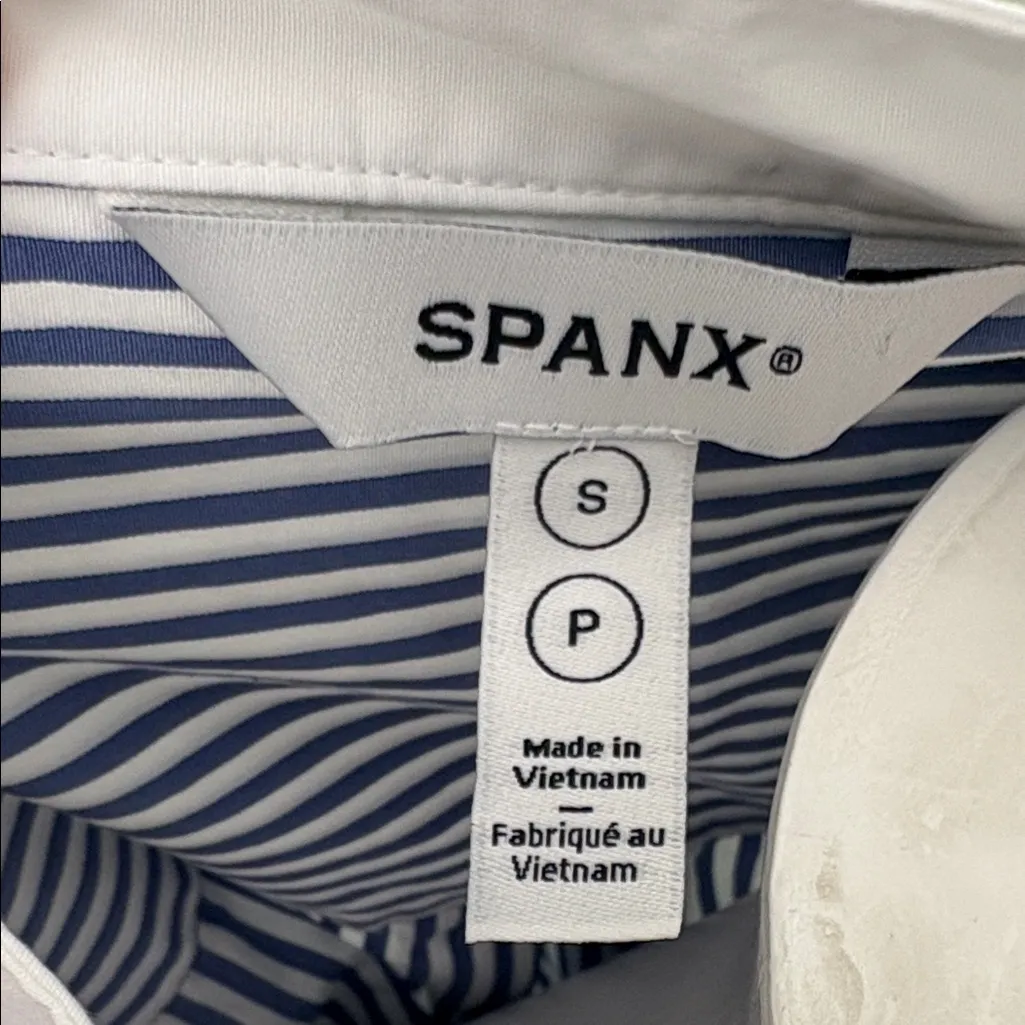 SPANX®
S
P
Made in
Vietnam
—
Fabriqué au
Vietnam